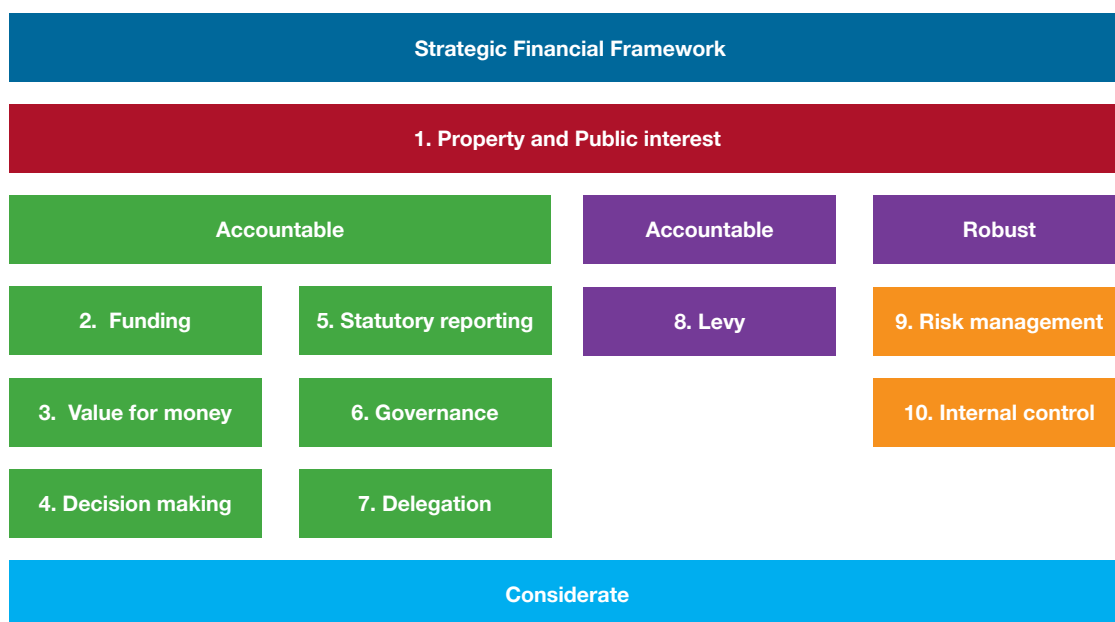 Strategic Financial Framework
1. Property and Public interest
Accountable
Accountable
Robust
2. Funding
5. Statutory reporting
8. Levy
9. Risk management
3. Value for money
6. Governance
10. Internal control
4. Decision making
7. Delegation
Considerate